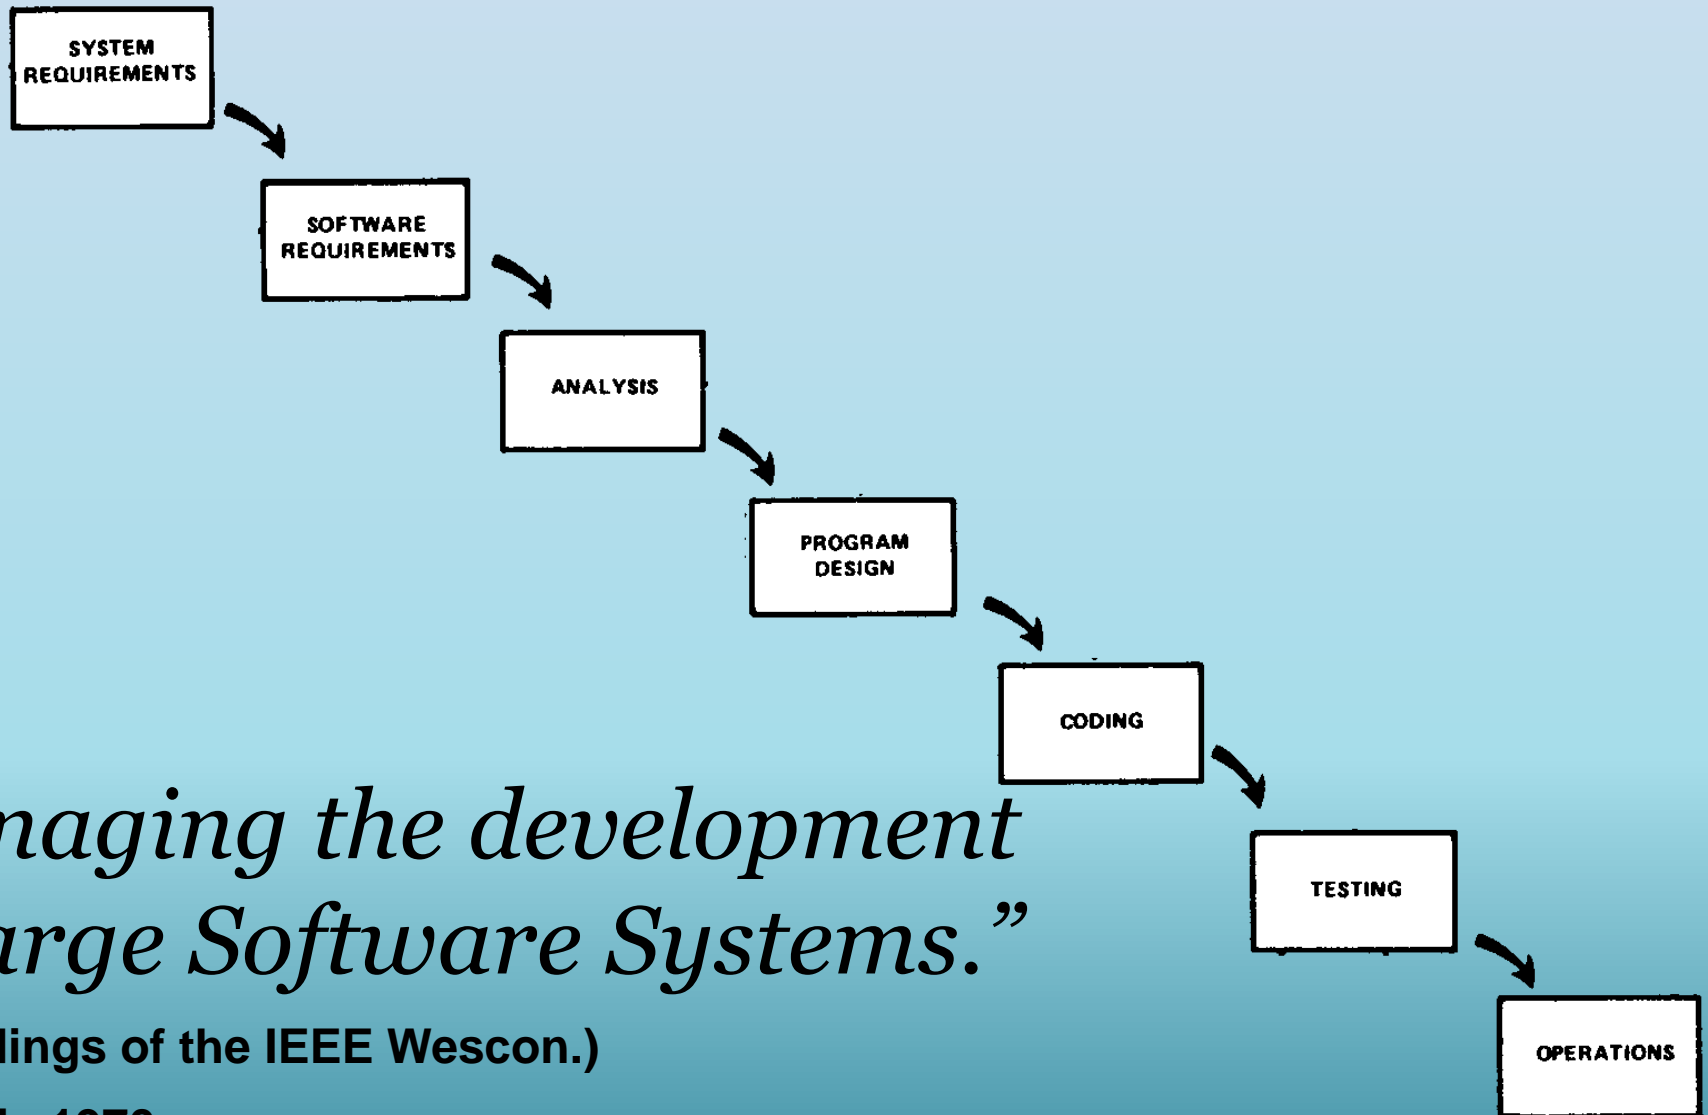 SYSTEM
REQUIREMENTS
SOFTWARE
REQUIREMENTS
ANALYSIS
PROGRAM
DESIGN
CODING
TESTING
OPERATIONS
naging the development
arge Software Systems.”
lings of the IEEE Wescon.)